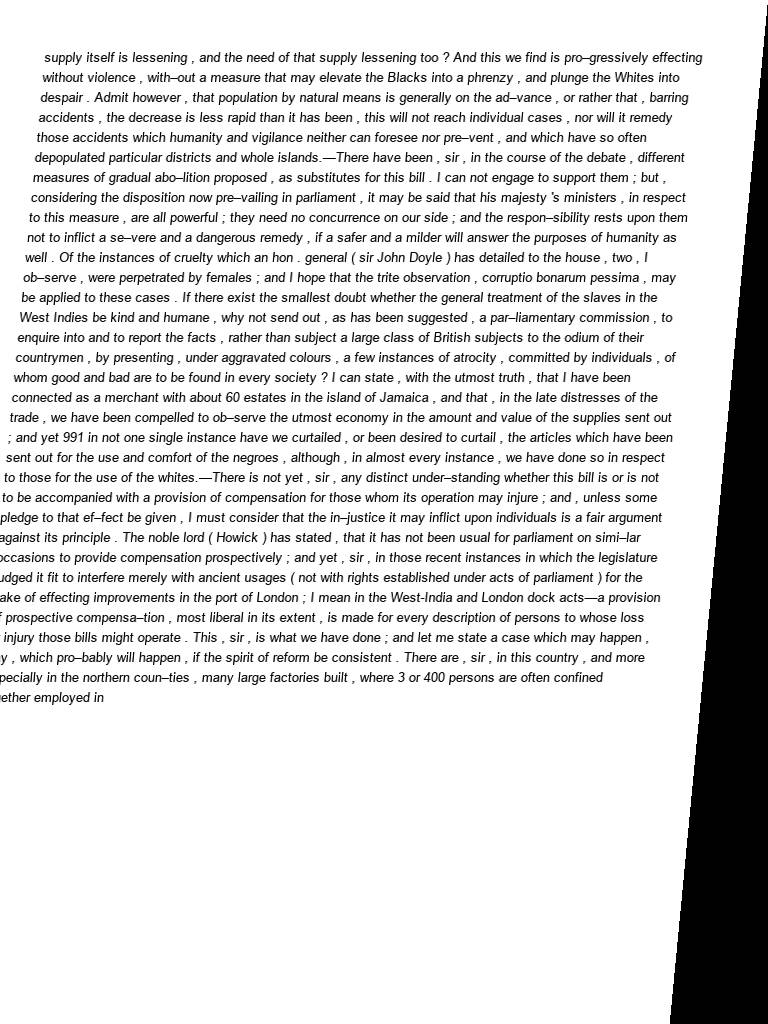 supply itself is lessening , and the need of that supply lessening too ? And this we find is pro–gressively effecting
without violence , with–out a measure that may elevate the Blacks into a phrenzy , and plunge the Whites into
despair . Admit however , that population by natural means is generally on the ad–vance , or rather that , barring
accidents , the decrease is less rapid than it has been , this will not reach individual cases , nor will it remedy
those accidents which humanity and vigilance neither can foresee nor pre–vent , and which have so often
depopulated particular districts and whole islands.—There have been , sir , in the course of the debate , different
measures of gradual abo–lition proposed , as substitutes for this bill . I can not engage to support them ; but ,
considering the disposition now pre–vailing in parliament , it may be said that his majesty 's ministers , in respect
to this measure , are all powerful ; they need no concurrence on our side ; and the respon–sibility rests upon them
not to inflict a se–vere and a dangerous remedy , if a safer and a milder will answer the purposes of humanity as
well . Of the instances of cruelty which an hon . general ( sir John Doyle ) has detailed to the house , two , I
ob–serve , were perpetrated by females ; and I hope that the trite observation , corruptio bonarum pessima , may
be applied to these cases . If there exist the smallest doubt whether the general treatment of the slaves in the
West Indies be kind and humane , why not send out , as has been suggested , a par–liamentary commission , to
enquire into and to report the facts , rather than subject a large class of British subjects to the odium of their
countrymen , by presenting , under aggravated colours , a few instances of atrocity , committed by individuals , of
whom good and bad are to be found in every society ? I can state , with the utmost truth , that I have been
connected as a merchant with about 60 estates in the island of Jamaica , and that , in the late distresses of the
trade , we have been compelled to ob–serve the utmost economy in the amount and value of the supplies sent out
; and yet 991 in not one single instance have we curtailed , or been desired to curtail , the articles which have been
sent out for the use and comfort of the negroes , although , in almost every instance , we have done so in respect
to those for the use of the whites.—There is not yet , sir , any distinct under–standing whether this bill is or is not
to be accompanied with a provision of compensation for those whom its operation may injure ; and , unless some
pledge to that ef–fect be given , I must consider that the in–justice it may inflict upon individuals is a fair argument
against its principle . The noble lord ( Howick ) has stated , that it has not been usual for parliament on simi–lar
occasions to provide compensation prospectively ; and yet , sir , in those recent instances in which the legislature
udged it fit to interfere merely with ancient usages ( not with rights established under acts of parliament ) for the
ake of effecting improvements in the port of London ; I mean in the West-India and London dock acts—a provision
prospective compensa–tion , most liberal in its extent , is made for every description of persons to whose loss
injury those bills might operate . This , sir , is what we have done ; and let me state a case which may happen ,
y , which pro–bably will happen , if the spirit of reform be consistent . There are , sir , in this country , and more
pecially in the northern coun–ties , many large factories built , where 3 or 400 persons are often confined
ether employed in